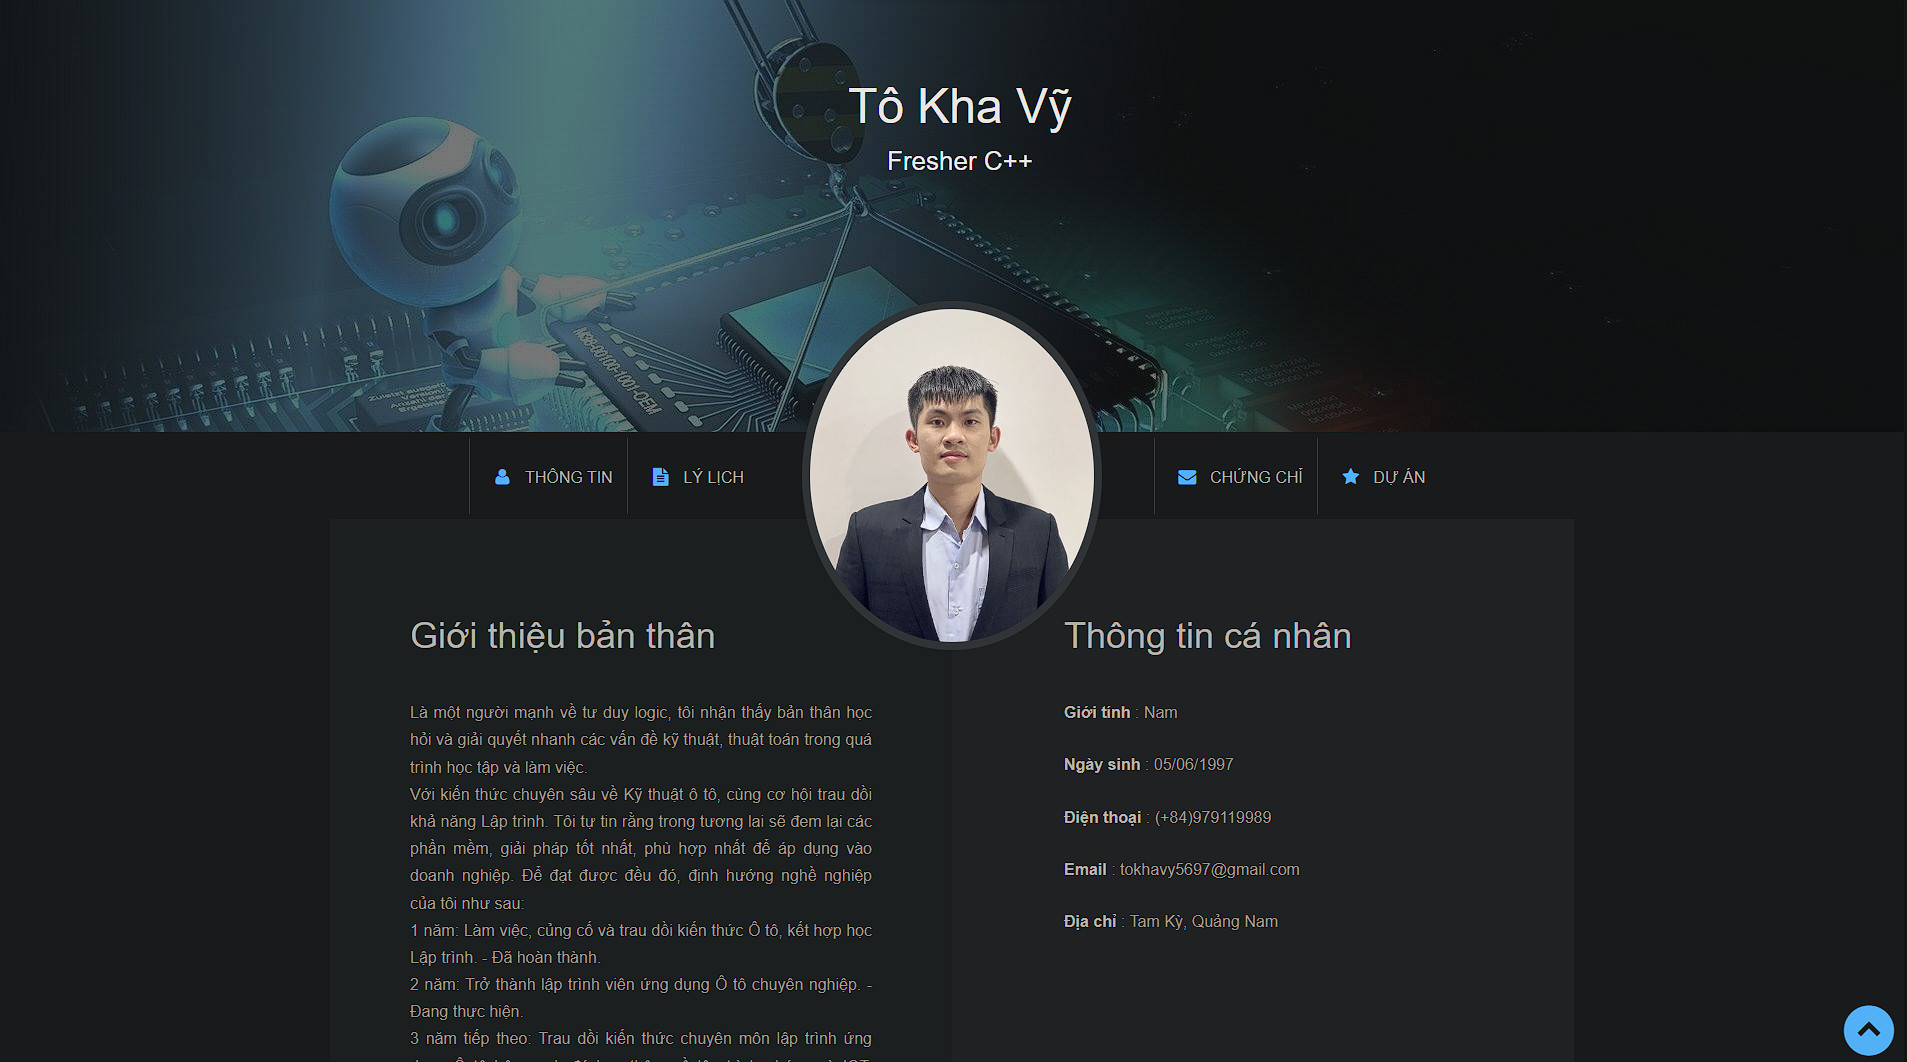 Tô Kha Vỹ
Fresher C++
M38-00100-1001-OEM
THÔNG TIN
LÝ LỊCH
CHỨNG CHỈ
DỰ ÁN
Giới thiệu bản thân
Là một người mạnh về tư duy logic, tôi nhận thấy bản thân học
hỏi và giải quyết nhanh các vấn đề kỹ thuật, thuật toán trong quá
trình học tập và làm việc.
Với kiến thức chuyên sâu về Kỹ thuật ô tô, cùng cơ hội trau dồi
khả năng Lập trình. Tôi tự tin rằng trong tương lai sẽ đem lại các
phần mềm, giải pháp tốt nhất, phù hợp nhất để áp dụng vào
doanh nghiệp. Để đạt được đều đó, định hướng nghề nghiệp
của tôi như sau:
1 năm: Làm việc, củng cố và trau dồi kiến thức Ô tô, kết hợp học
Lập trình. - Đã hoàn thành.
2 năm: Trở thành lập trình viên ứng dụng Ô tô chuyên nghiệp. -
Đang thực hiện.
3 năm tiếp theo: Trau dồi kiến thức chuyên môn lập trình ứng
Thông tin cá nhân
Giới tính : Nam
Ngày sinh : 05/06/1997
Điện thoại : (+84)979119989
Email : tokhavy5697@gmail.com
Địa chỉ : Tam Kỳ, Quảng Nam